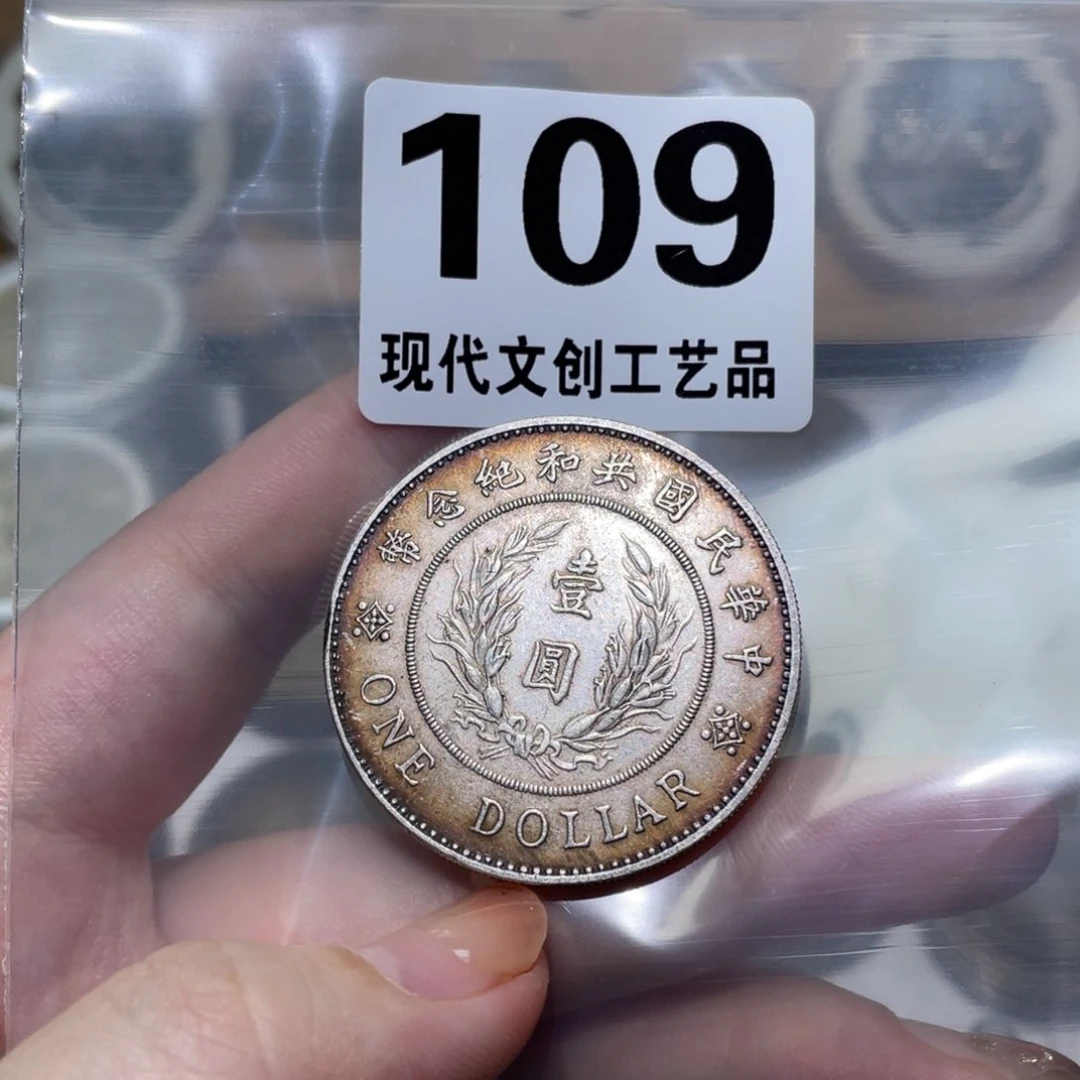 109
现代文创工艺品
中華民國共和紀念幣
壹
圓
ONE DOLLAR